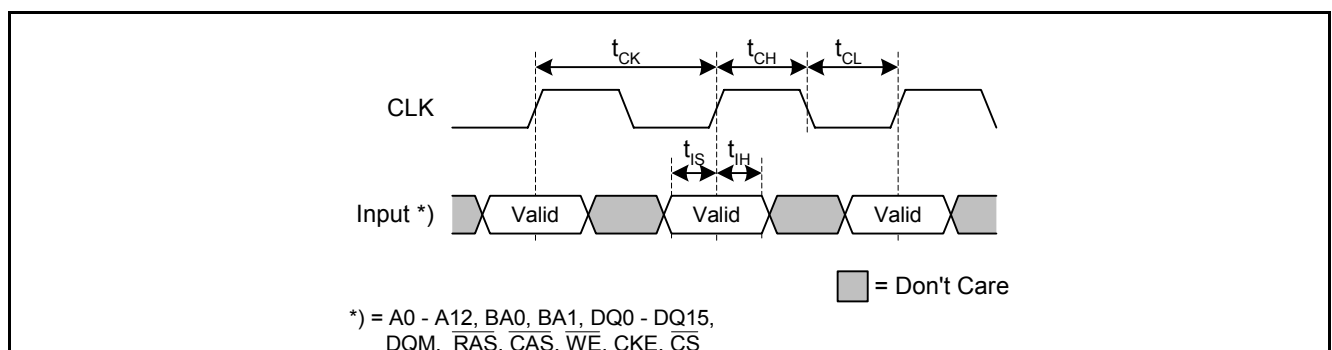 tCK tCH tCL
CLK
tIS tIH
Input *) Valid Valid Valid
= Don't Care
*) = A0 - A12, BA0, BA1, DQ0 - DQ15,
DQM, RAS, CAS, WE, CKE, CS